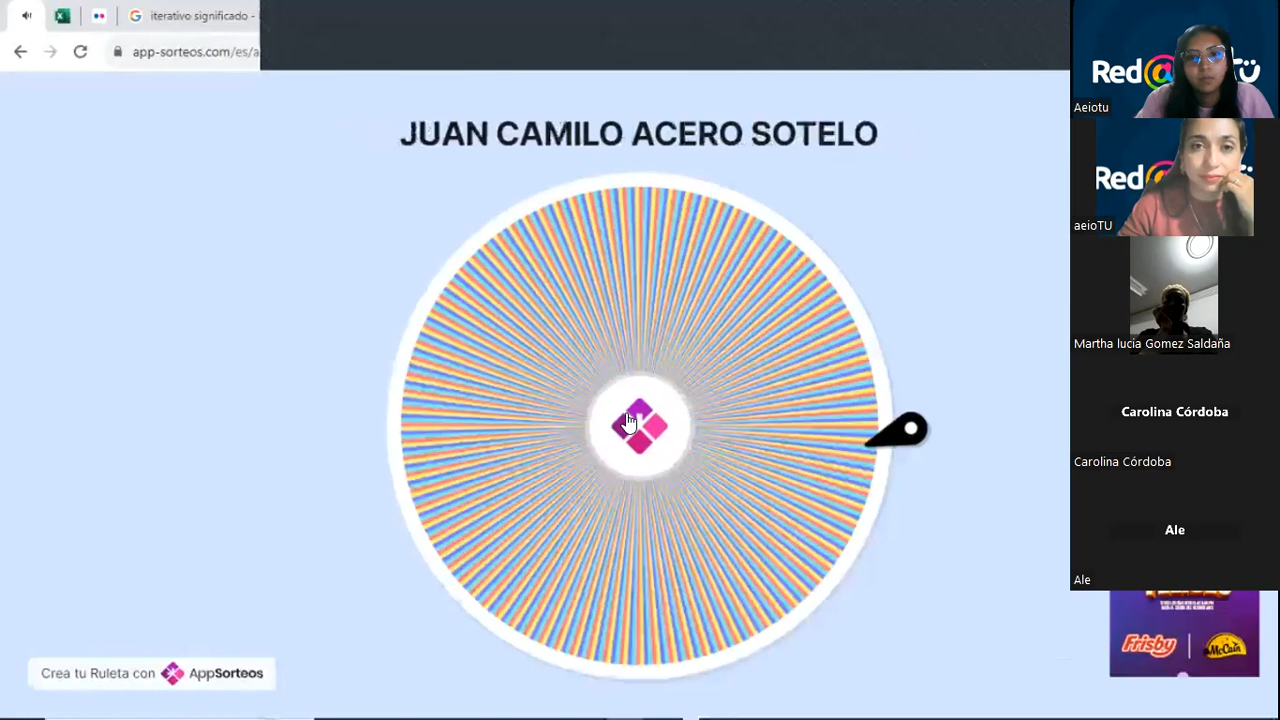 iterativo significado -
app-sorteos.com/es/a
JUAN CAMILO ACERO SOTELO
Crea tu Ruleta con AppSorteos
Red@
Aeiotu
Red@
aeioTU
Martha lucia Gomez Saldaña
Carolina Córdoba
Carolina Córdoba
Ale
Ale
Frisby
McCain